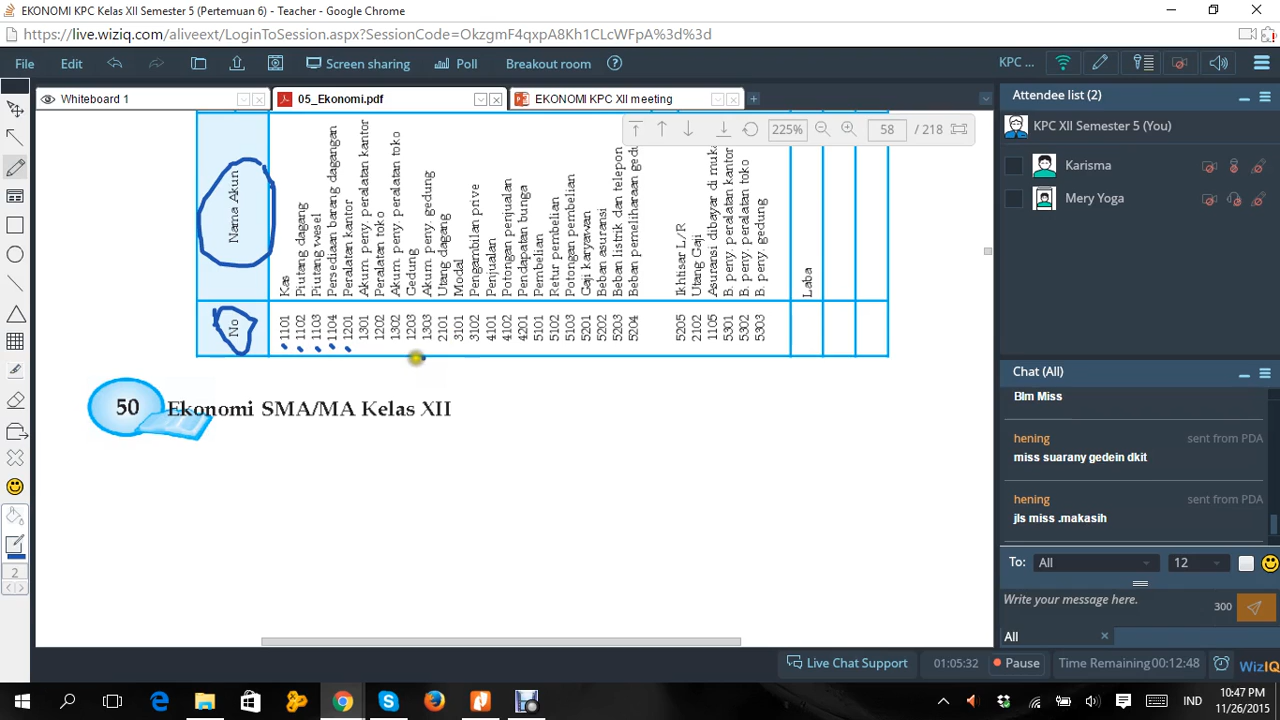 EKONOMI KPC Kelas XII Semester 5 (Pertemuan 6) - Teacher - Google Chrome
https://live.wiziq.com/aliveext/LoginToSession.aspx?SessionCode=OkzgmF4qxpA8Kh1CLcWFpA%3d%3d
File Edit Screen sharing Poll Breakout room KPC ...
Whiteboard 1 05_Ekonomi.pdf EKONOMI KPC XII meeting
225% 58 / 218
No Nama Akun
1101 Kas
1102 Piutang dagang
1103 Piutang wesel
1104 Persediaan barang dagangan
1201 Peralatan kantor
1301 Akum. peny. peralatan kantor
1202 Peralatan toko
1302 Akum. peny. peralatan toko
1203 Gedung
1303 Akum. peny. gedung
2101 Utang dagang
3101 Modal
3102 Pengambilan prive
4101 Penjualan
4102 Potongan penjualan
4201 Pendapatan bunga
5101 Pembelian
5102 Retur pembelian
5103 Potongan pembelian
5201 Gaji karyawan
5202 Beban asuransi
5203 Beban listrik dan telepon
5204 Beban pemeliharaan gedu
5205 Ikhtisar L/R
2102 Utang Gaji
1105 Asuransi dibayar di muka
5301 B. peny. peralatan kantor
5302 B. peny. peralatan toko
5303 B. peny. gedung
Laba
50 Ekonomi SMA/MA Kelas XII
Attendee list (2)
KPC XII Semester 5 (You)
Karisma
Mery Yoga
Chat (All)
Blm Miss
hening sent from PDA
miss suarany gedein dkit
hening sent from PDA
jls miss .makasih
To: All 12
Write your message here. 300
All
Live Chat Support 01:05:32 Pause Time Remaining 00:12:48 WizIQ
2
IND 10:47 PM
11/26/2015